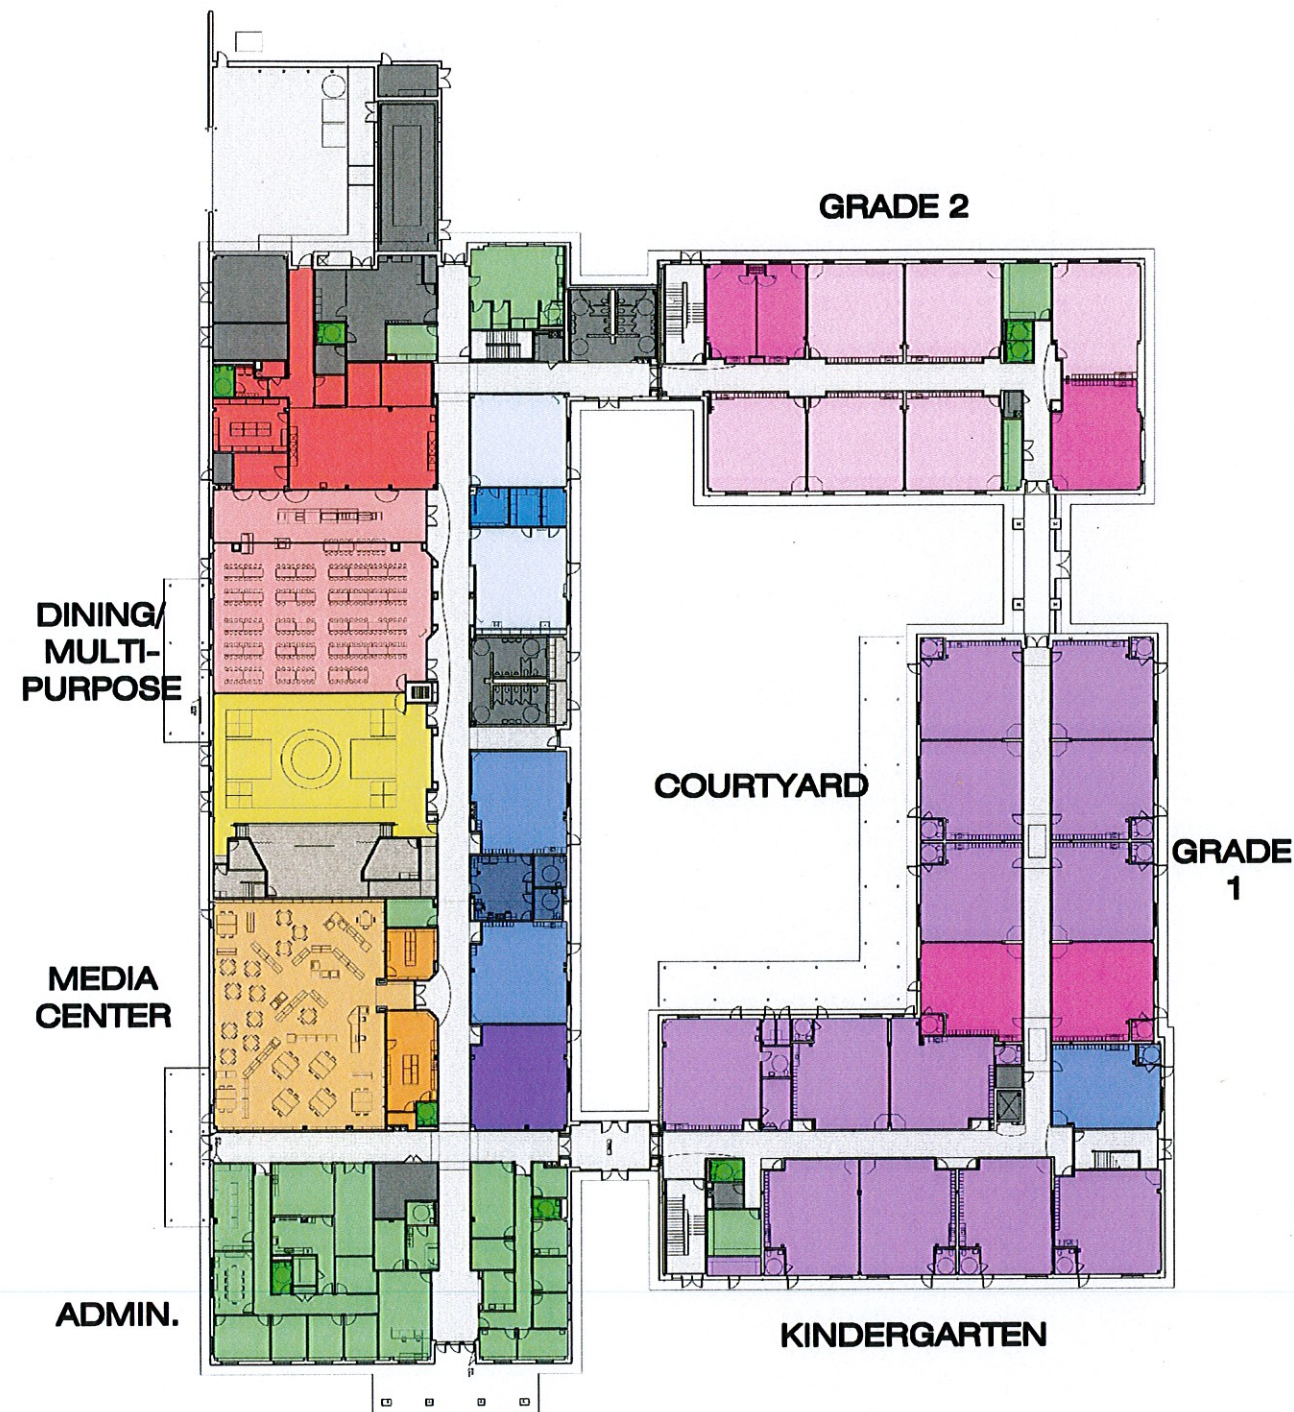 GRADE 2
DINING/
MULTI-
PURPOSE
COURTYARD
GRADE
1
MEDIA
CENTER
ADMIN.
KINDERGARTEN